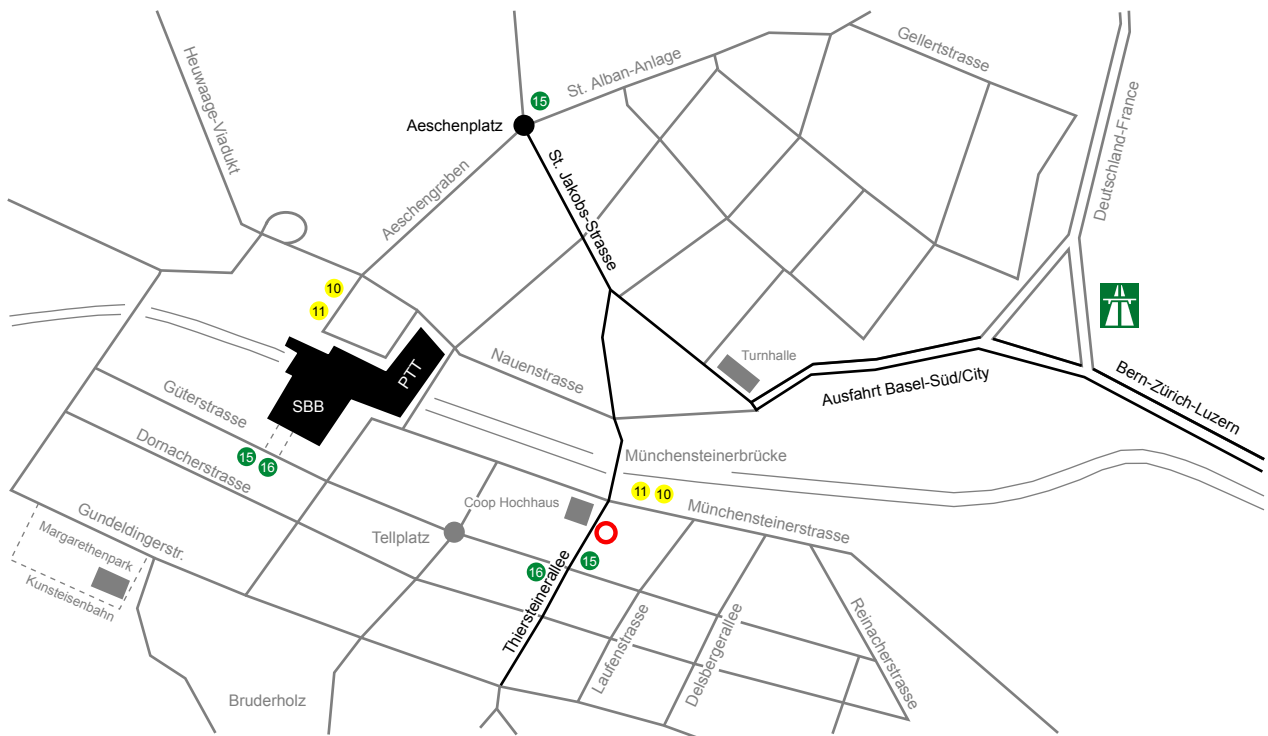 Heuwaage-Viadukt
Gellertstrasse
St. Alban-Anlage
15
Aeschenplatz
St. Jakobs-Strasse
Deutschland-France
Aeschengraben
10
11
Turnhalle
PTT
Nauenstrasse
Ausfahrt Basel-Süd/City
Bern-Zürich-Luzern
SBB
Güterstrasse
Dornacherstrasse
15
16
Münchensteinerbrücke
11
10
Coop Hochhaus
Münchensteinerstrasse
Gundeldingerstr.
Tellplatz
Margarethenpark
Kunsteisenbahn
15
16
Thiersteinerallee
Laufenstrasse
Delsbergerallee
Reinacherstrasse
Bruderholz